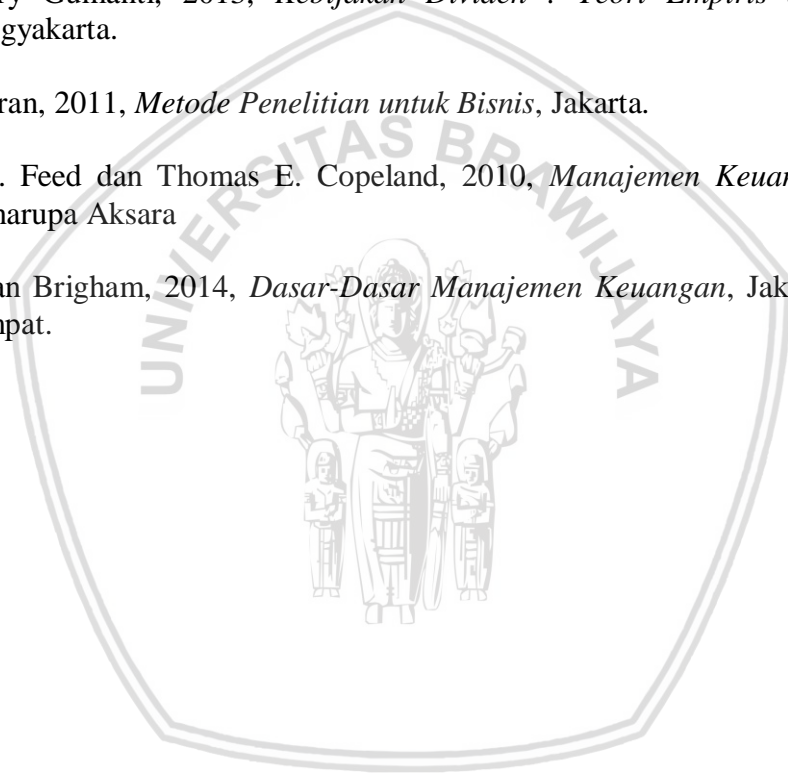 ry Gumanti, 2013, Kebijakan Dividen : Teori Empiris
gyakarta.
ran, 2011, Metode Penelitian untuk Bisnis, Jakarta.
. Feed dan Thomas E. Copeland, 2010, Manajemen Keuan
narupa Aksara
an Brigham, 2014, Dasar-Dasar Manajemen Keuangan, Jak
npat.
UNIVERSITAS BRAWIJAYA